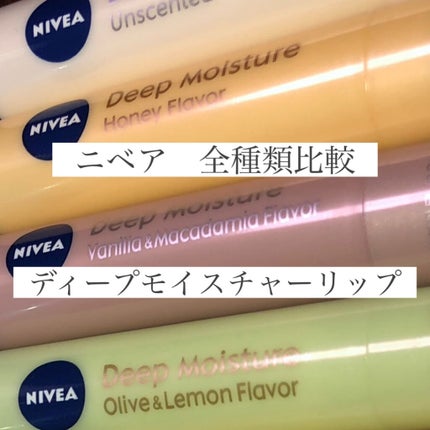 NIVEA
Unscented
NIVEA
Deep Moisture
Honey Flavor
ニベア 全種類比較
NIVEA
Deep Moisture
Vanilla&Macadamia Flavor
ディープモイスチャーリップ
NIVEA
Deep Moisture
Olive&Lemon Flavor